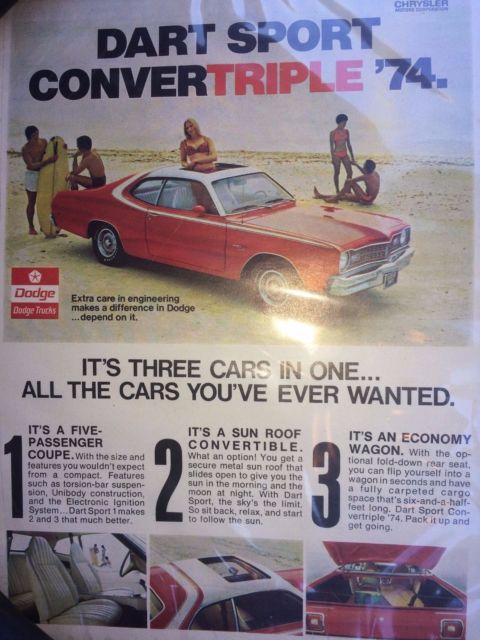 CHRYSLER
MOTORS CORPORATION
DART SPORT
CONVERTRIPLE '74.
Dodge
Dodge Trucks
Extra care in engineering
makes a difference in Dodge
...depend on it.
IT'S THREE CARS IN ONE...
ALL THE CARS YOU'VE EVER WANTED.
1
IT'S A FIVE-
PASSENGER
COUPE. With the size and
features you wouldn't expect
from a compact. Features
such as torsion-bar suspen-
sion, Unibody construction,
and the Electronic Ignition
System...Dart Sport 1 makes
2 and 3 that much better.
2
IT'S A SUN ROOF
CONVERTIBLE.
What an option! You get a
secure metal sun roof that
slides open to give you the
sun in the morning and the
moon at night. With Dart
Sport, the sky's the limit.
So sit back, relax, and start
to follow the sun.
3
IT'S AN ECONOMY
WAGON. With the op-
tional fold-down rear seat,
you can flip yourself into a
wagon in seconds and have
a fully carpeted cargo
space that's six-and-a-half-
feet long. Dart Sport Con-
vertriple '74. Pack it up and
get going.